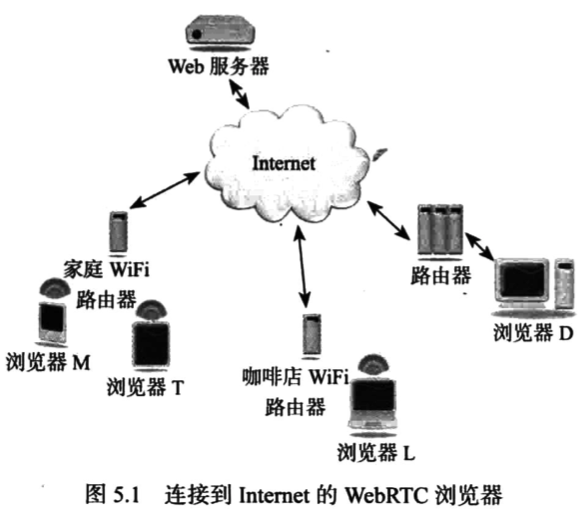 Web 服务器
Internet
家庭 WiFi
路由器
浏览器 M
浏览器 T
咖啡店 WiFi
路由器
浏览器 L
路由器
浏览器 D
图 5.1 连接到 Internet 的 WebRTC 浏览器